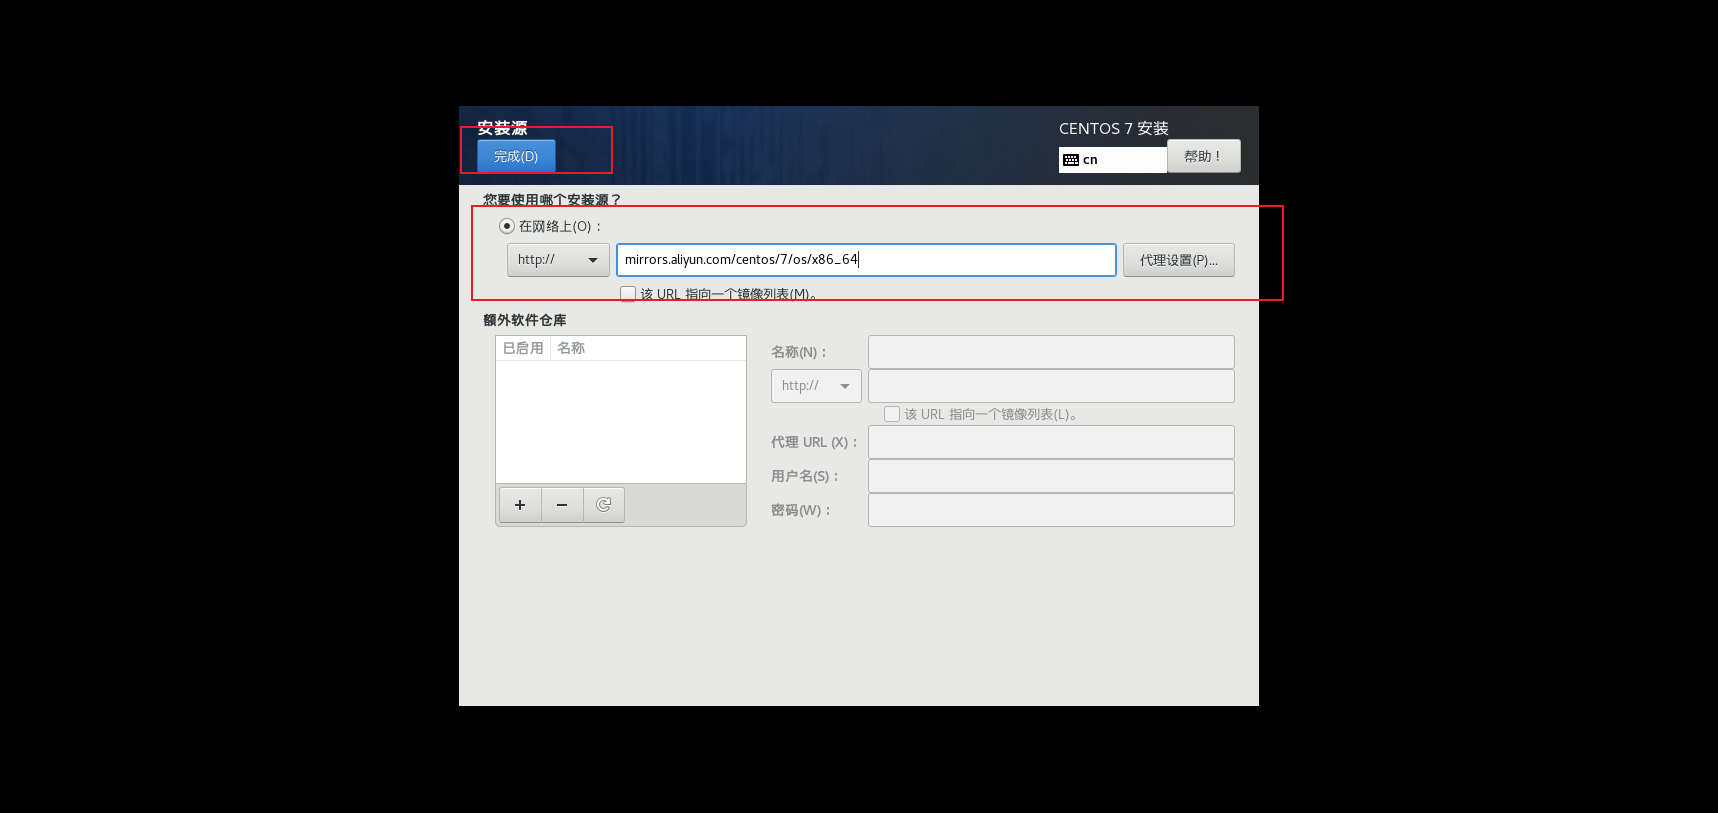 安装源
CENTOS 7 安装
完成(D)
cn
帮助！
您要使用哪个安装源？
在网络上(O)：
http://
mirrors.aliyun.com/centos/7/os/x86_64
代理设置(P)...
该 URL 指向一个镜像列表(M)。
额外软件仓库
已启用 名称
名称(N)：
http://
该 URL 指向一个镜像列表(L)。
代理 URL (X)：
用户名(S)：
密码(W)：